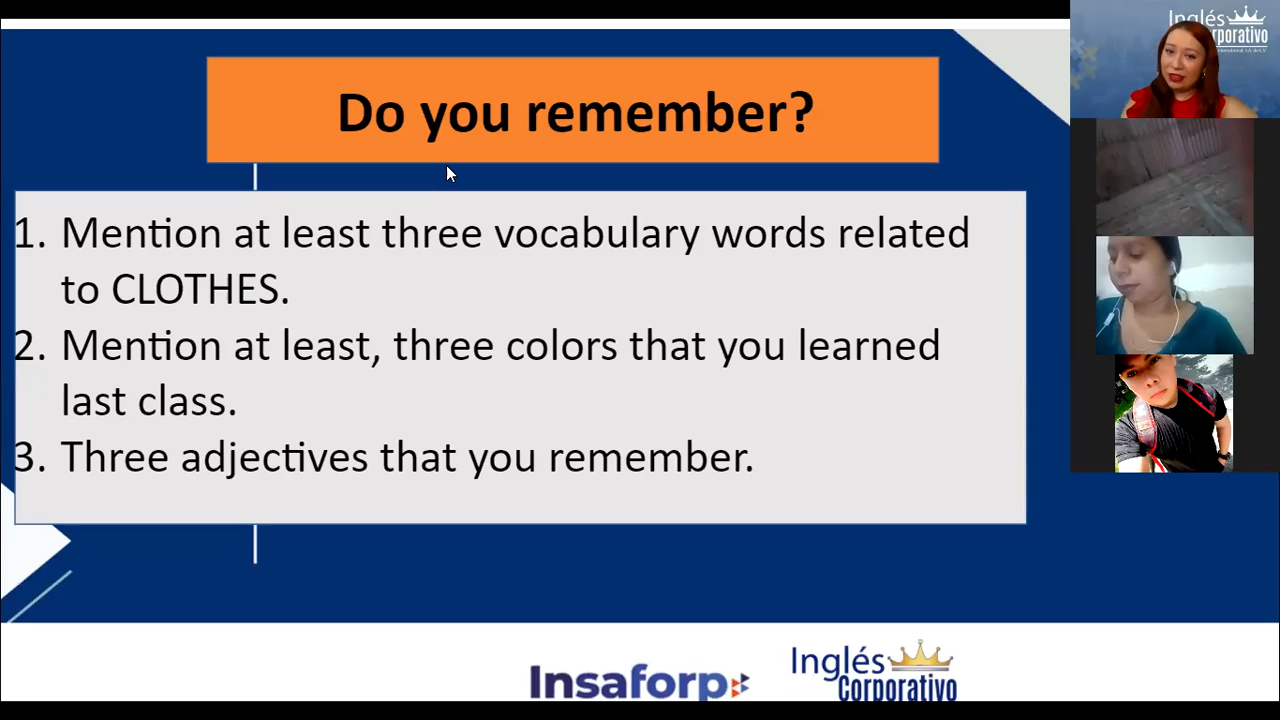 Do you remember?
1. Mention at least three vocabulary words related
to CLOTHES.
2. Mention at least, three colors that you learned
last class.
3. Three adjectives that you remember.
Insaforp
Inglés
Corporativo
Inglés
orporativo